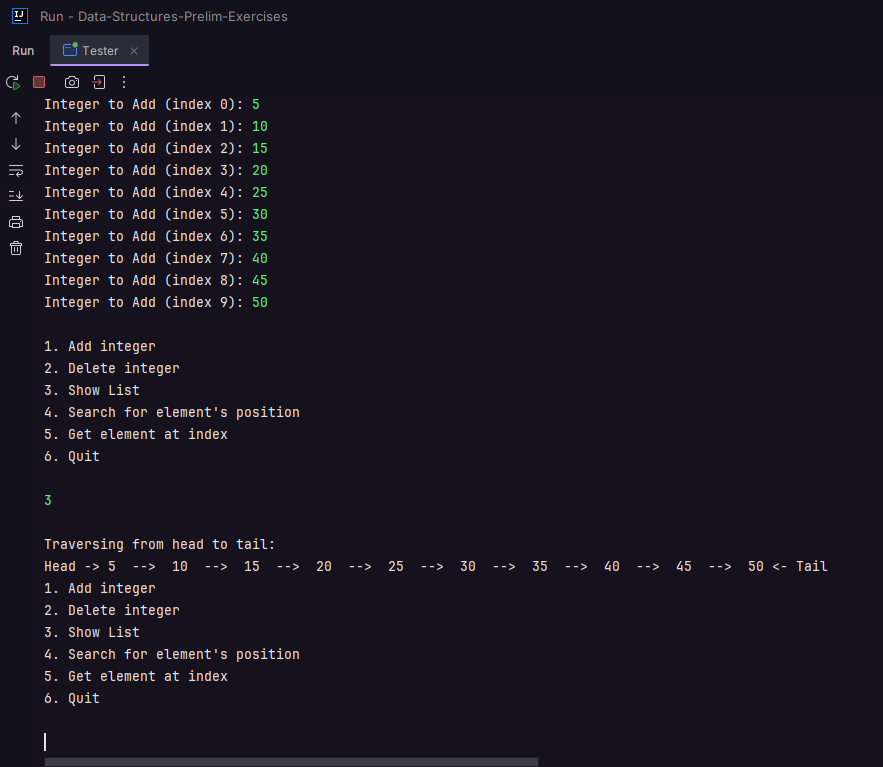 IJ Run - Data-Structures-Prelim-Exercises
Run Tester
Integer to Add (index 0): 5
Integer to Add (index 1): 10
Integer to Add (index 2): 15
Integer to Add (index 3): 20
Integer to Add (index 4): 25
Integer to Add (index 5): 30
Integer to Add (index 6): 35
Integer to Add (index 7): 40
Integer to Add (index 8): 45
Integer to Add (index 9): 50
1. Add integer
2. Delete integer
3. Show List
4. Search for element's position
5. Get element at index
6. Quit
3
Traversing from head to tail:
Head -> 5  -->  10  -->  15  -->  20  -->  25  -->  30  -->  35  -->  40  -->  45  -->  50 <- Tail
1. Add integer
2. Delete integer
3. Show List
4. Search for element's position
5. Get element at index
6. Quit